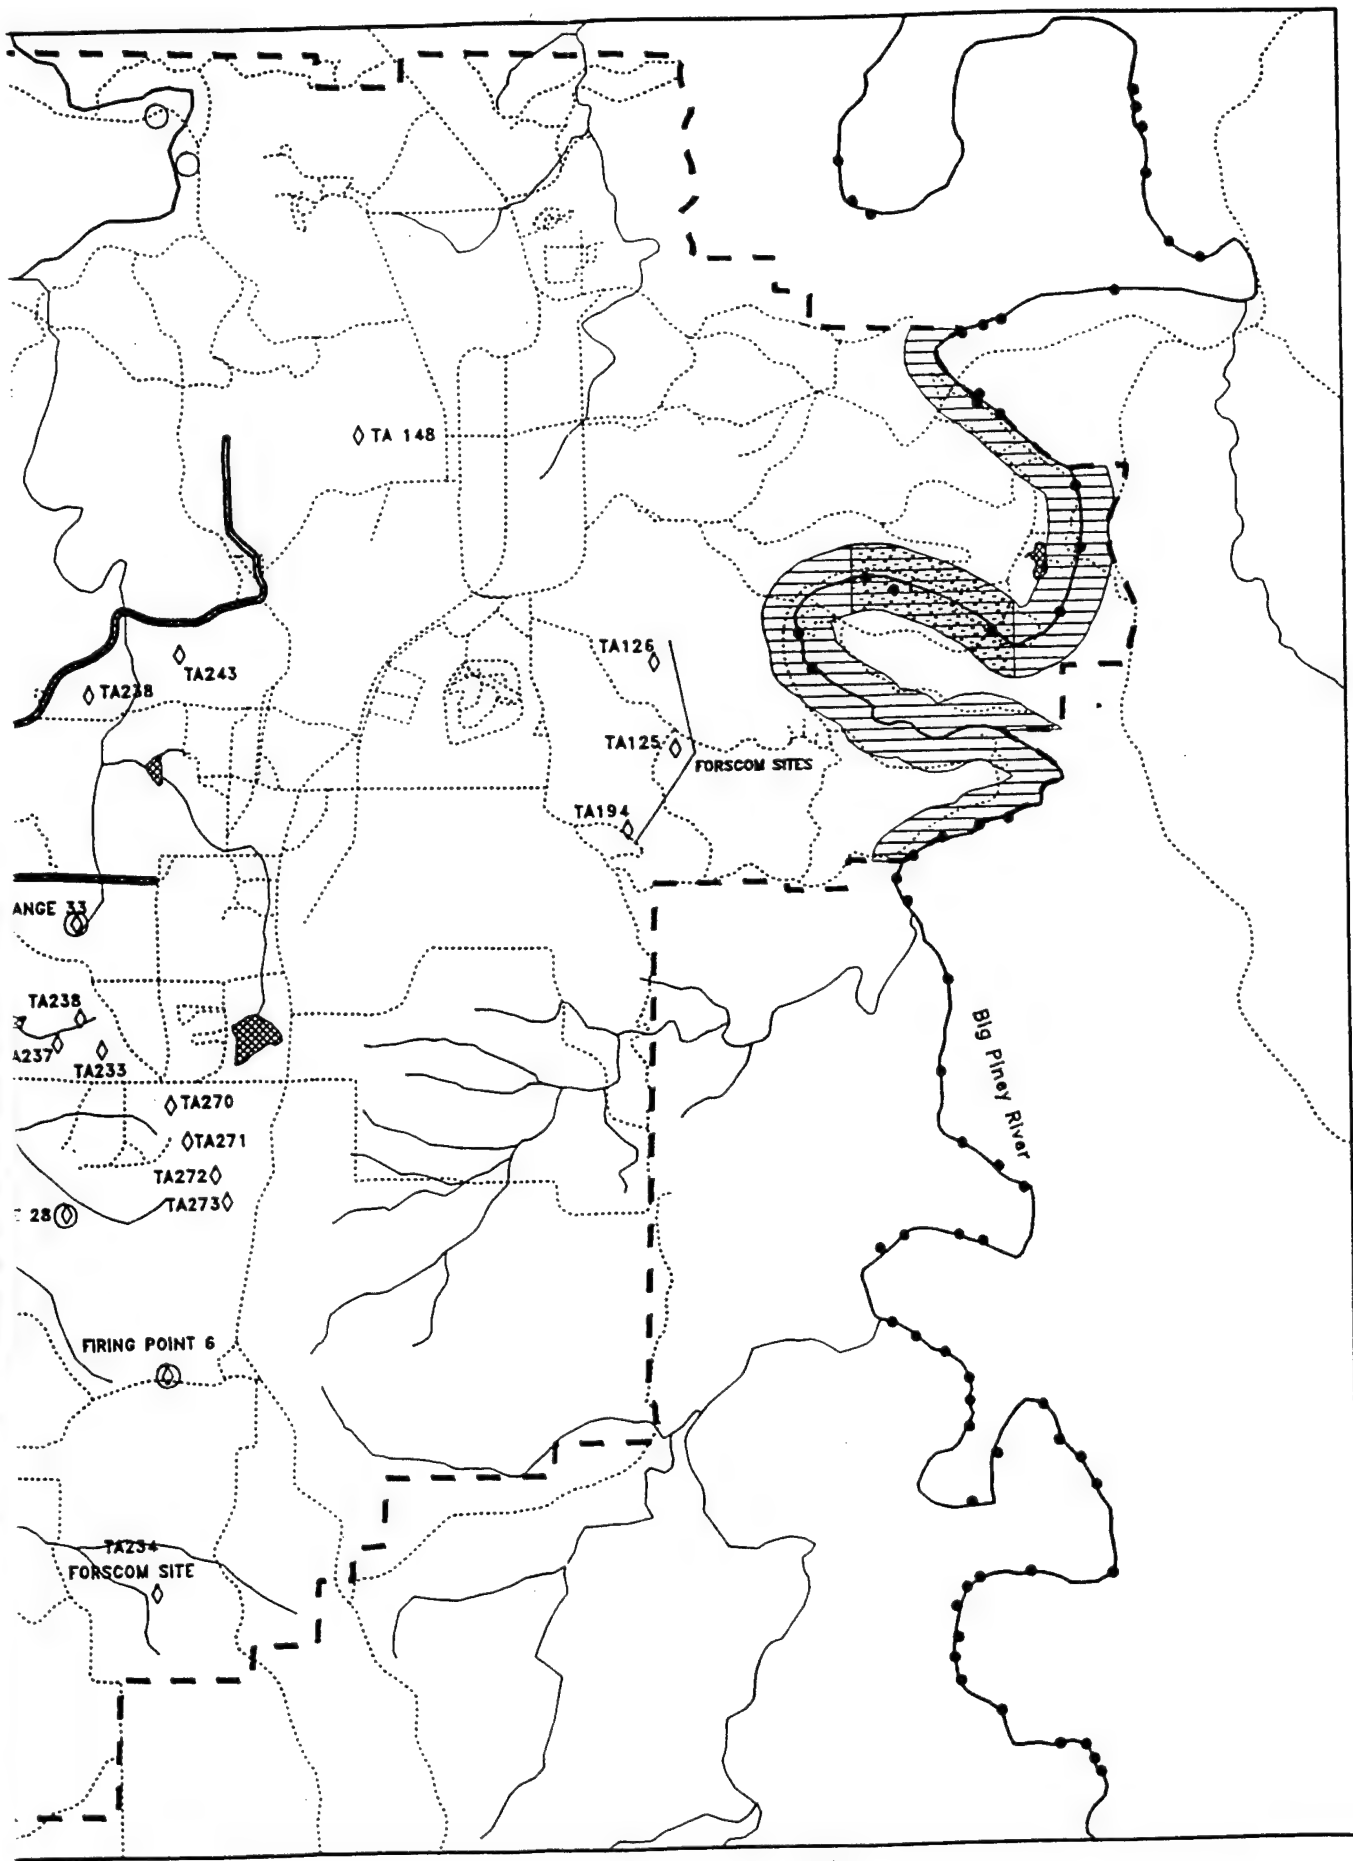 TA 148
TA126
TA243
TA238
TA125
FORSCOM SITES
TA194
ANGE 33
TA238
Big Piney River
A237
TA233
TA270
TA271
TA272
TA273
28
FIRING POINT 6
TA234
FORSCOM SITE